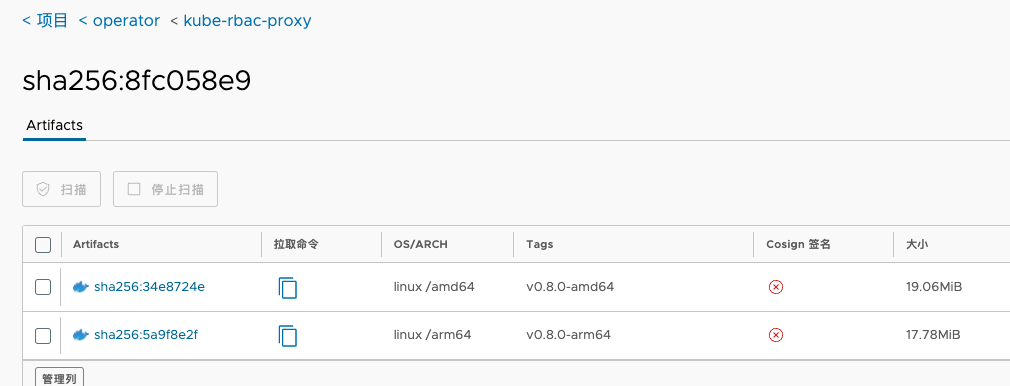 < 项目 < operator < kube-rbac-proxy
sha256:8fc058e9
Artifacts
扫描 停止扫描
Artifacts 拉取命令 OS/ARCH Tags Cosign 签名 大小
sha256:34e8724e linux /amd64 v0.8.0-amd64 19.06MiB
sha256:5a9f8e2f linux /arm64 v0.8.0-arm64 17.78MiB
管理列